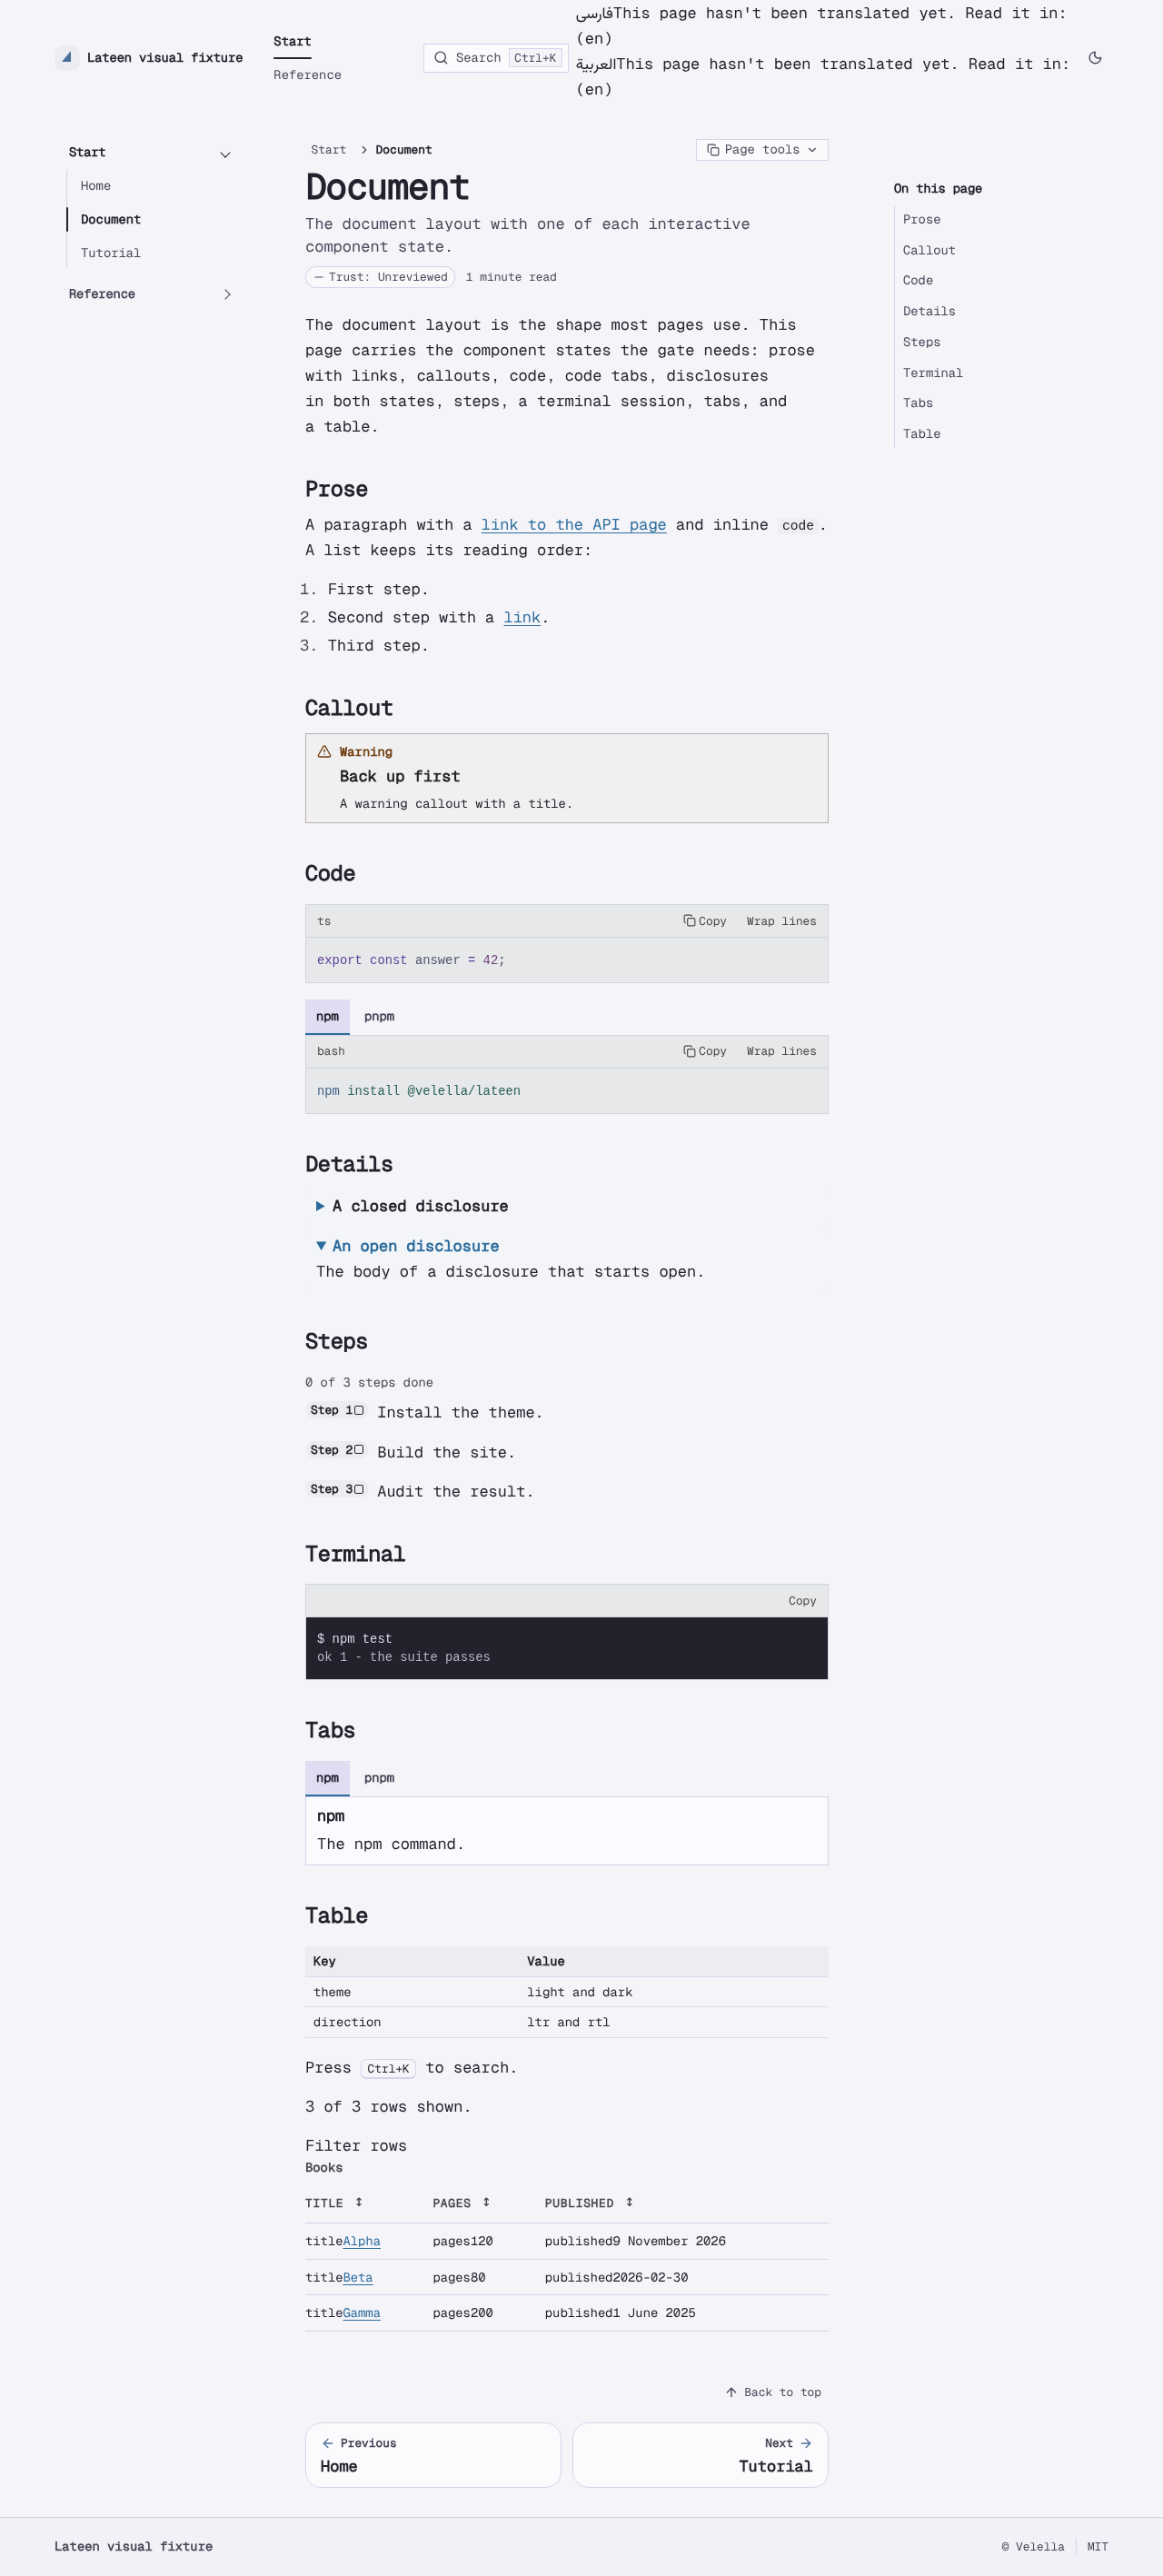 Lateen visual fixture
Start
Reference
Search Ctrl+K
فارسیThis page hasn't been translated yet. Read it in:
(en)
العربيةThis page hasn't been translated yet. Read it in:
(en)
Start
Home
Document
Tutorial
Reference
Start > Document
Page tools
Document
The document layout with one of each interactive
component state.
— Trust: Unreviewed 1 minute read
The document layout is the shape most pages use. This
page carries the component states the gate needs: prose
with links, callouts, code, code tabs, disclosures
in both states, steps, a terminal session, tabs, and
a table.
On this page
Prose
Callout
Code
Details
Steps
Terminal
Tabs
Table
Prose
A paragraph with a link to the API page and inline code.
A list keeps its reading order:
1. First step.
2. Second step with a link.
3. Third step.
Callout
Warning
Back up first
A warning callout with a title.
Code
ts Copy Wrap lines
export const answer = 42;
npm pnpm
bash Copy Wrap lines
npm install @velella/lateen
Details
A closed disclosure
An open disclosure
The body of a disclosure that starts open.
Steps
0 of 3 steps done
Step 1 Install the theme.
Step 2 Build the site.
Step 3 Audit the result.
Terminal
Copy
$ npm test
ok 1 - the suite passes
Tabs
npm pnpm
npm
The npm command.
Table
Key Value
theme light and dark
direction ltr and rtl
Press Ctrl+K to search.
3 of 3 rows shown.
Filter rows
Books
TITLE ↕ PAGES ↕ PUBLISHED ↕
titleAlpha pages120 published9 November 2026
titleBeta pages80 published2026-02-30
titleGamma pages200 published1 June 2025
↑ Back to top
← Previous
Home
Next →
Tutorial
Lateen visual fixture
© Velella MIT